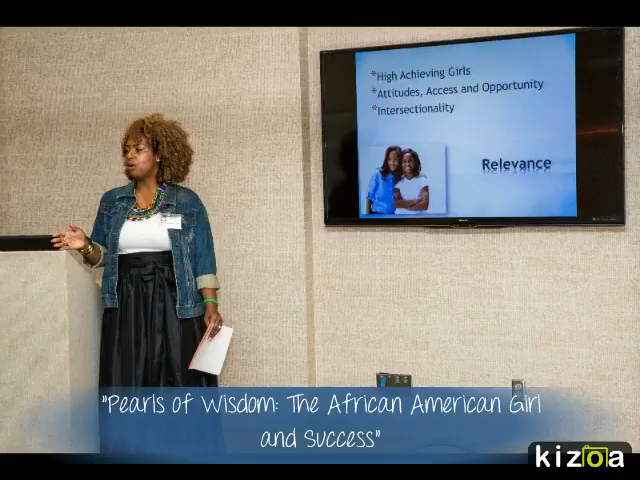 *High Achieving Girls
*Attitudes, Access and Opportunity
*Intersectionality
Relevance
"Pearls of Wisdom: The African American Girl
and Success"
kizoa